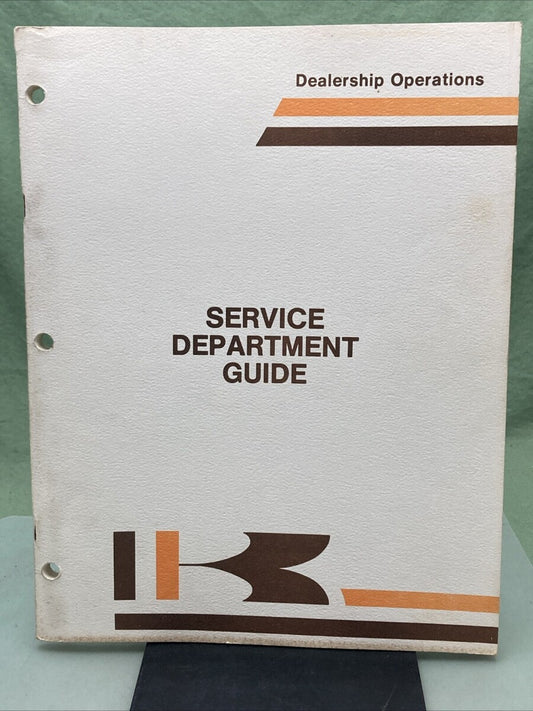 Dealership Operations
SERVICE
DEPARTMENT
GUIDE